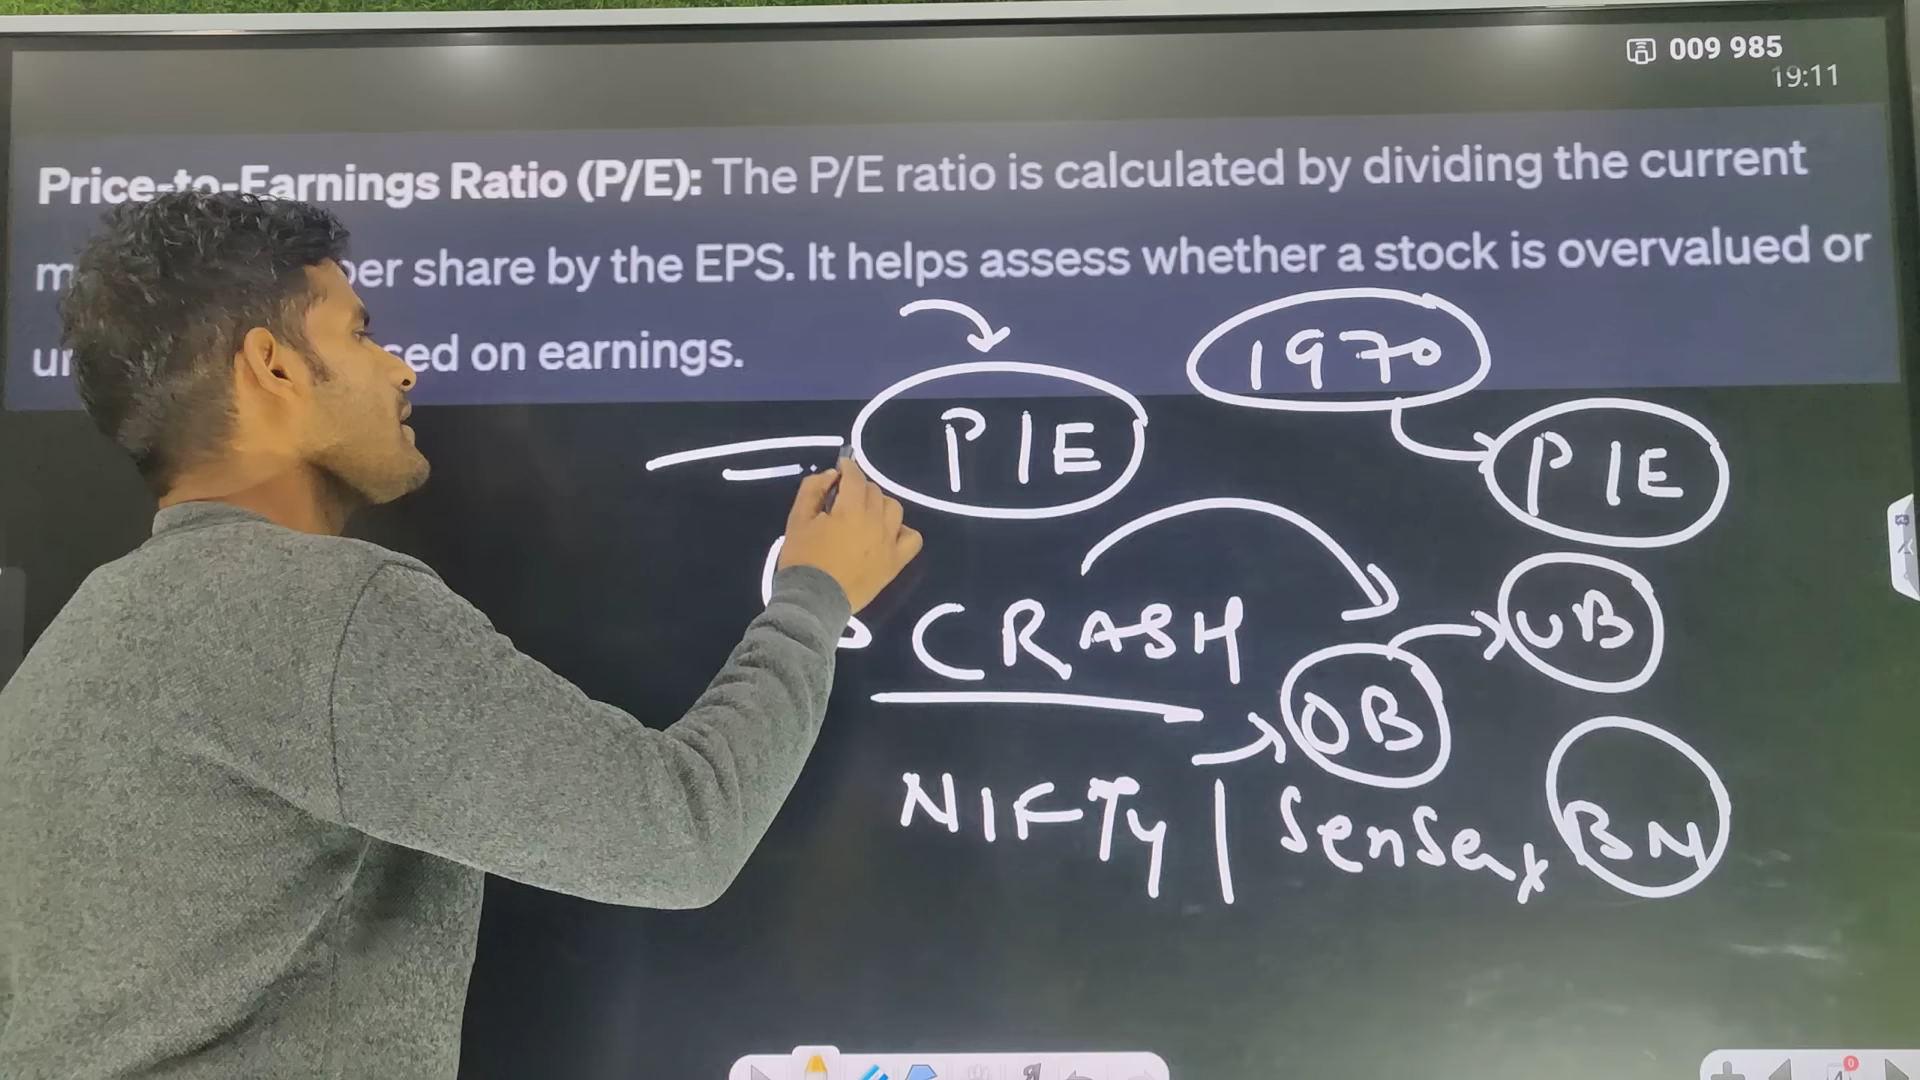 009 985
19:11
Price-to-Earnings Ratio (P/E): The P/E ratio is calculated by dividing the current
per share by the EPS. It helps assess whether a stock is overvalued or
on earnings.
1970
P/E
P/E
CRASH
UB
OB
NIFTY | Sensex
BN